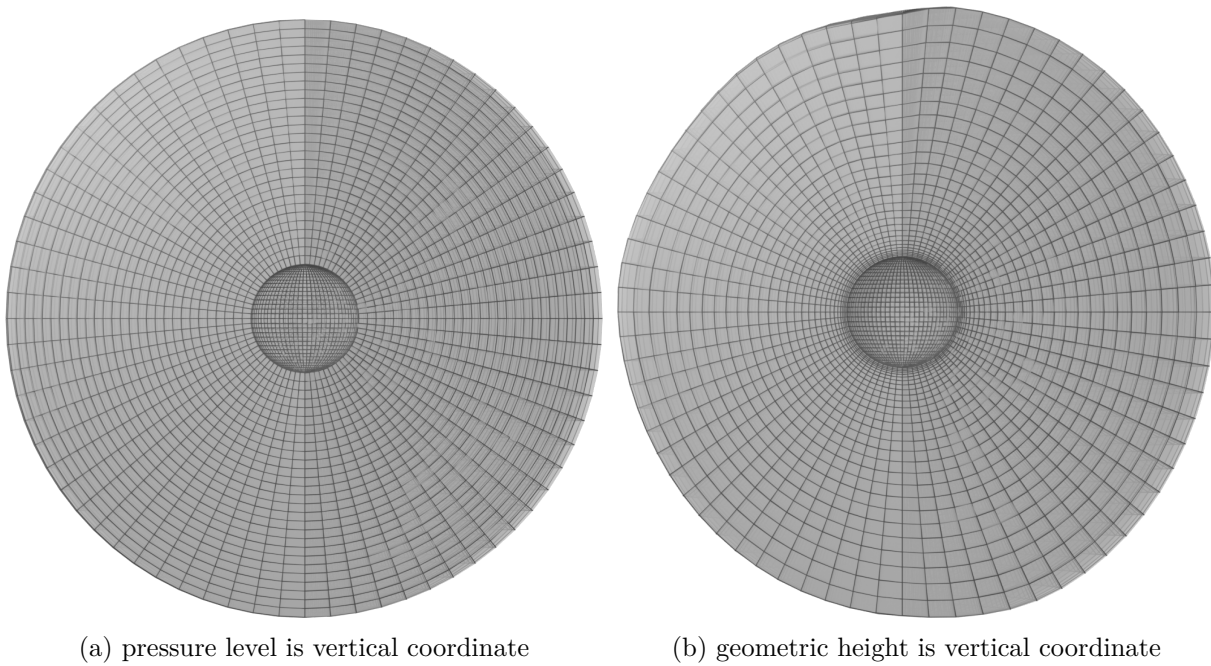 (a) pressure level is vertical coordinate
(b) geometric height is vertical coordinate